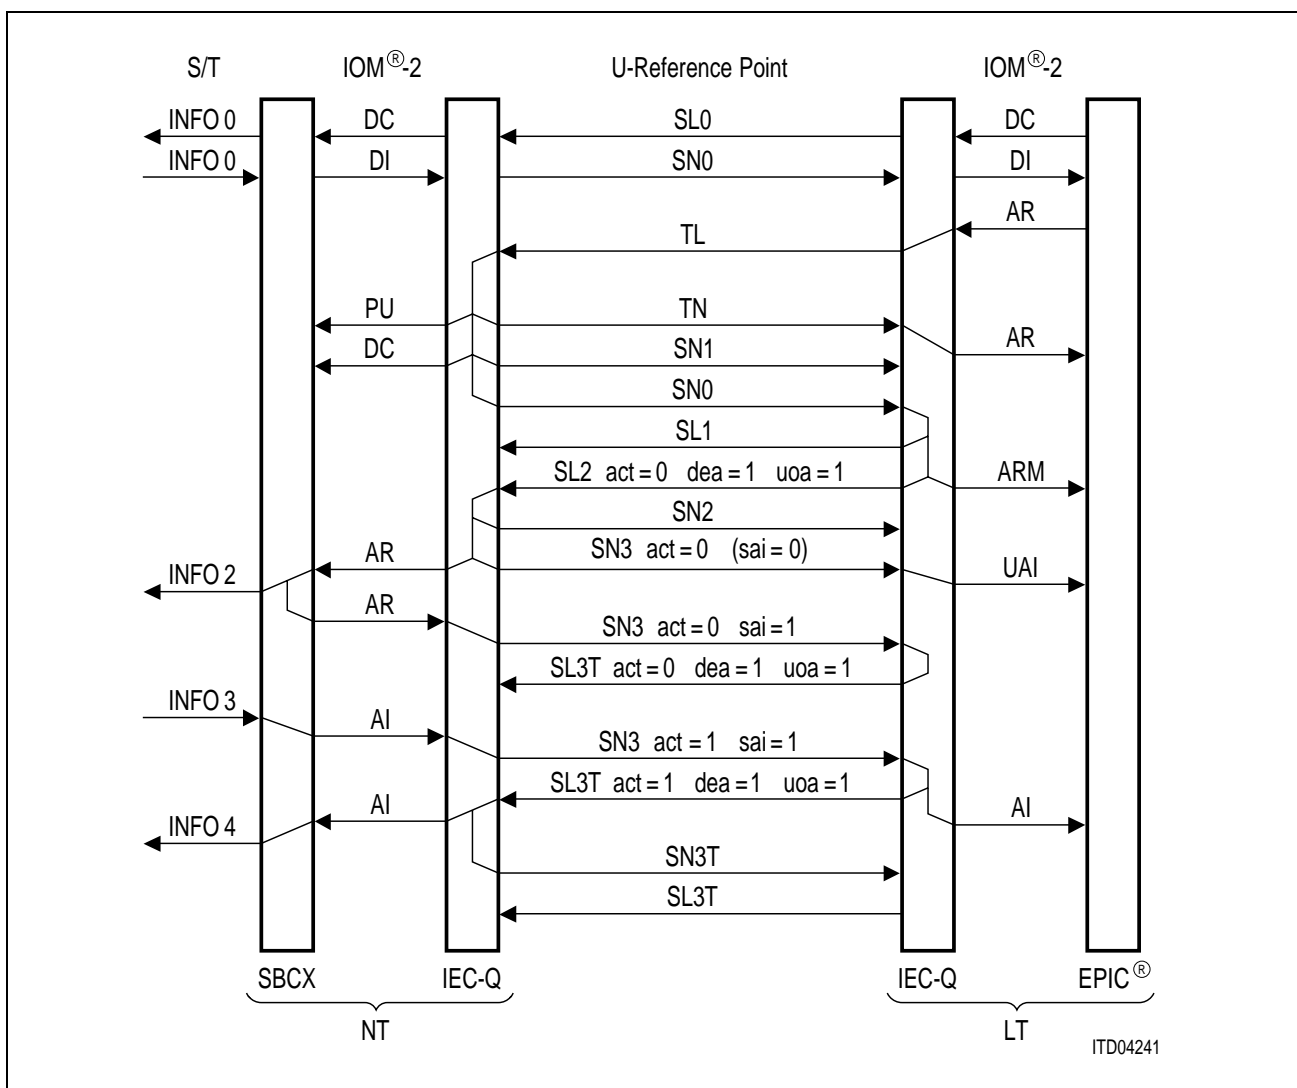 S/T IOM®-2 U-Reference Point IOM®-2
INFO 0 DC SL0 DC
INFO 0 DI SN0 DI
AR
TL
PU TN
AR
DC SN1
SN0
SL1
SL2 act = 0 dea = 1 uoa = 1 ARM
SN2
AR SN3 act = 0 (sai = 0)
INFO 2 UAI
AR
SN3 act = 0 sai = 1
SL3T act = 0 dea = 1 uoa = 1
INFO 3
AI
SN3 act = 1 sai = 1
SL3T act = 1 dea = 1 uoa = 1
AI AI
INFO 4
SN3T
SL3T
SBCX IEC-Q IEC-Q EPIC®
NT LT
ITD04241